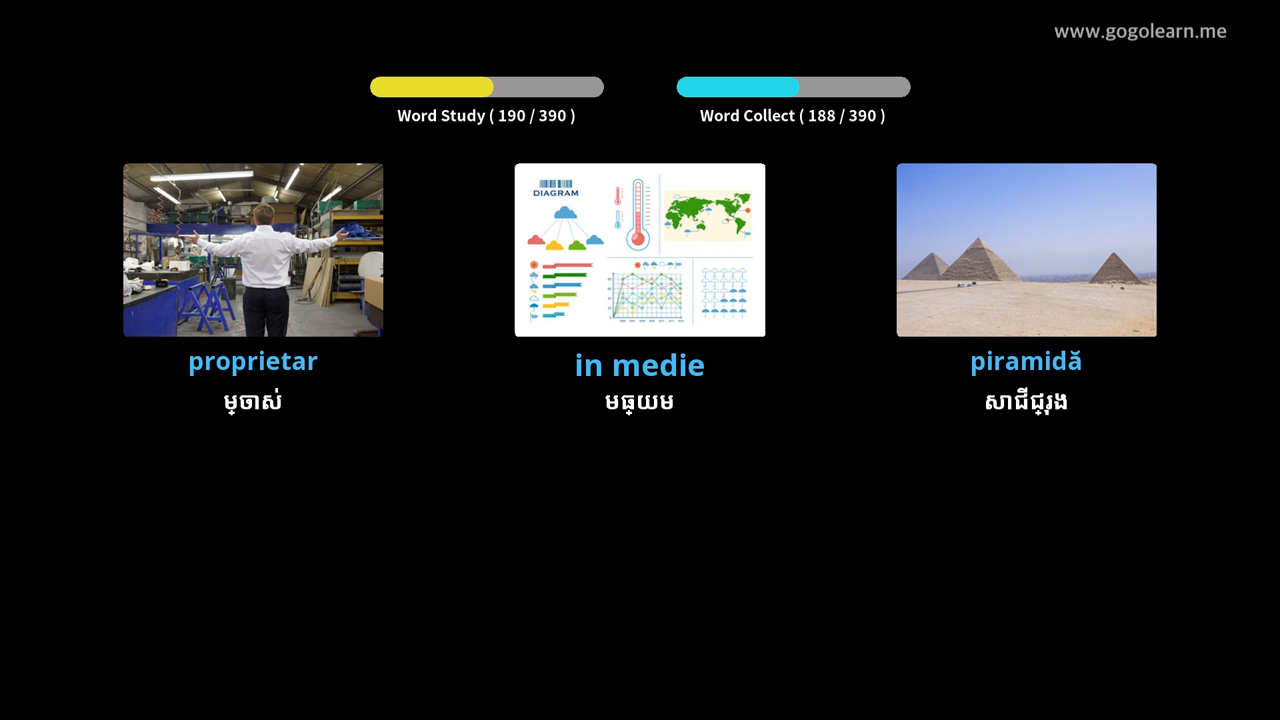 www.gogolearn.me
Word Study ( 190 / 390 )
Word Collect ( 188 / 390 )
DIAGRAM
proprietar
in medie
piramidă
ម្ចាស់
មធ្យម
សាជីជ្រុង